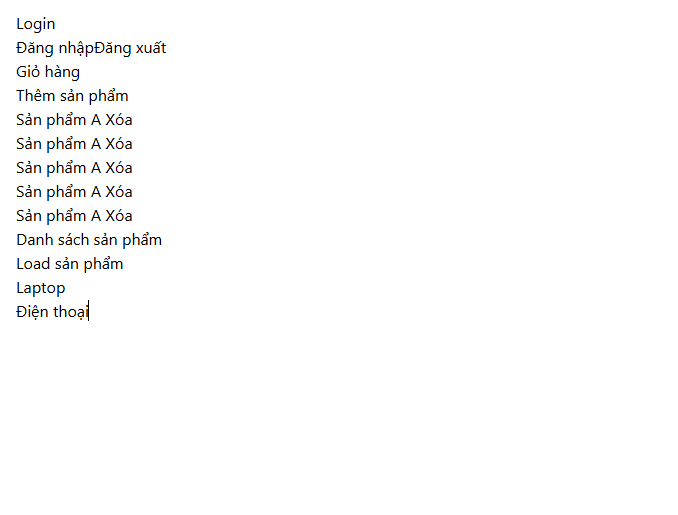 Login
Đăng nhậpĐăng xuất
Giỏ hàng
Thêm sản phẩm
Sản phẩm A Xóa
Sản phẩm A Xóa
Sản phẩm A Xóa
Sản phẩm A Xóa
Sản phẩm A Xóa
Danh sách sản phẩm
Load sản phẩm
Laptop
Điện thoại